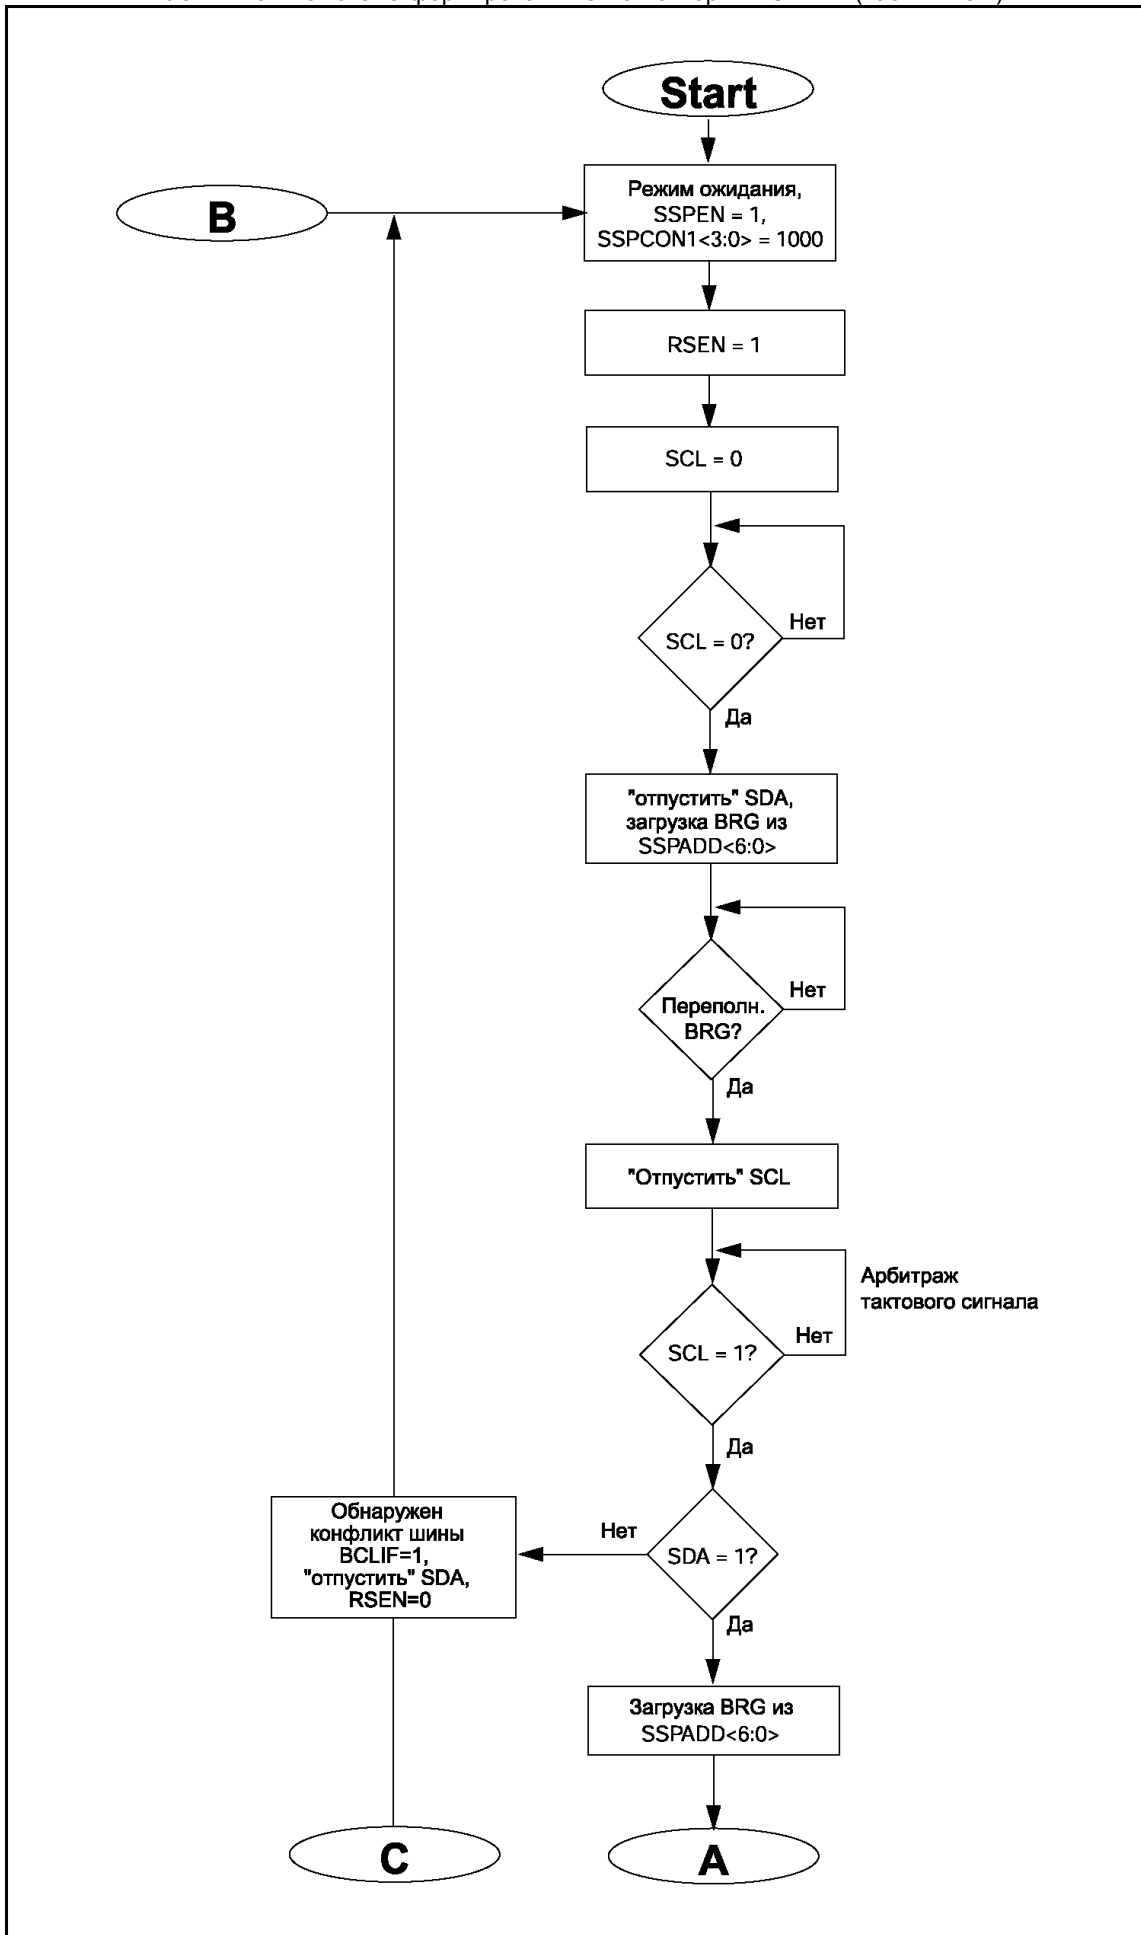 Start
Режим ожидания,
SSPEN = 1,
SSPCON1<3:0> = 1000
B
RSEN = 1
SCL = 0
Нет
SCL = 0?
Да
"отпустить" SDA,
загрузка BRG из
SSPADD<6:0>
Нет
Переполн.
BRG?
Да
"Отпустить" SCL
Арбитраж
тактового сигнала
Нет
SCL = 1?
Да
Обнаружен
конфликт шины
BCLIF=1,
"отпустить" SDA,
RSEN=0
Нет
SDA = 1?
Да
Загрузка BRG из
SSPADD<6:0>
C
A